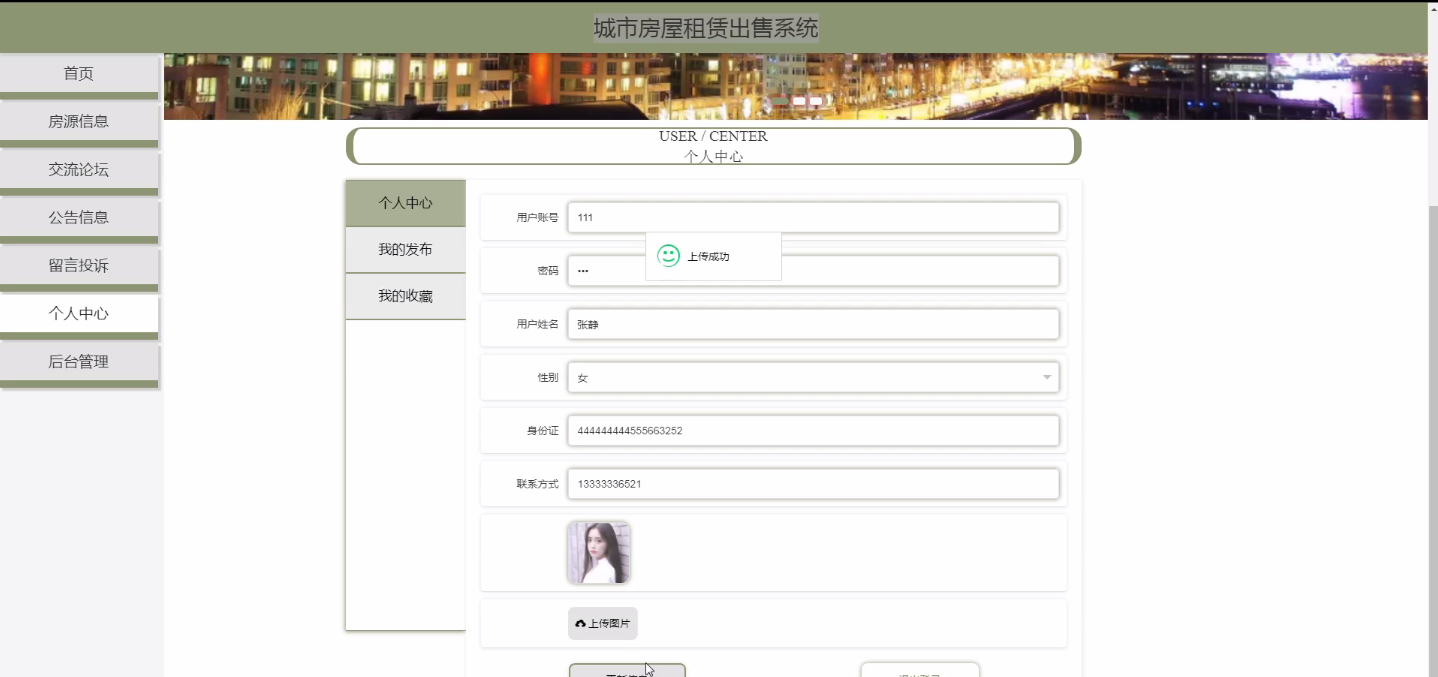 城市房屋租赁出售系统
首页
房源信息
交流论坛
公告信息
留言投诉
个人中心
后台管理
USER / CENTER
个人中心
个人中心
我的发布
我的收藏
用户账号 111
上传成功
密码 •••
用户姓名 张静
性别 女
身份证 444444444555663252
联系方式 13333336521
上传图片